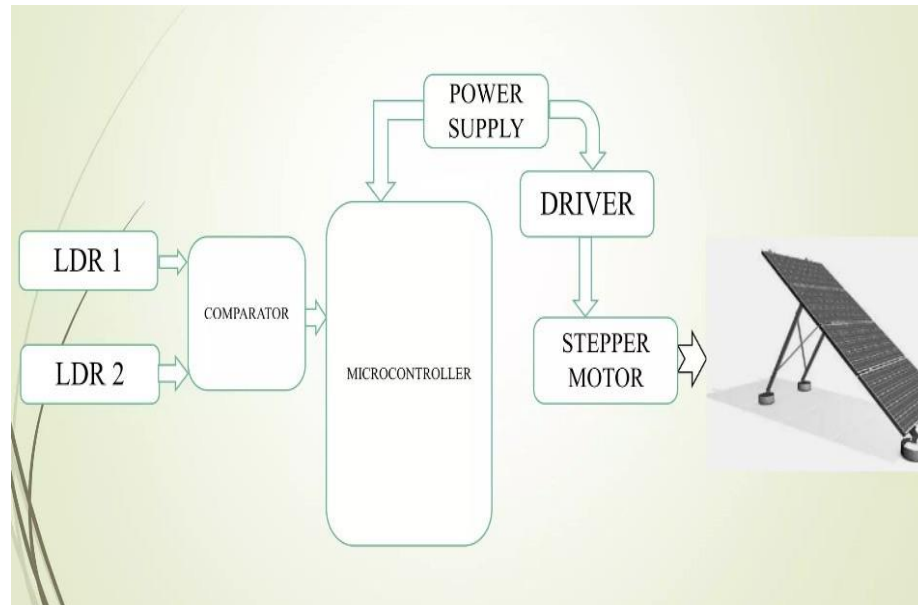 POWER
SUPPLY
DRIVER
LDR 1
COMPARATOR
LDR 2
MICROCONTROLLER
STEPPER
MOTOR